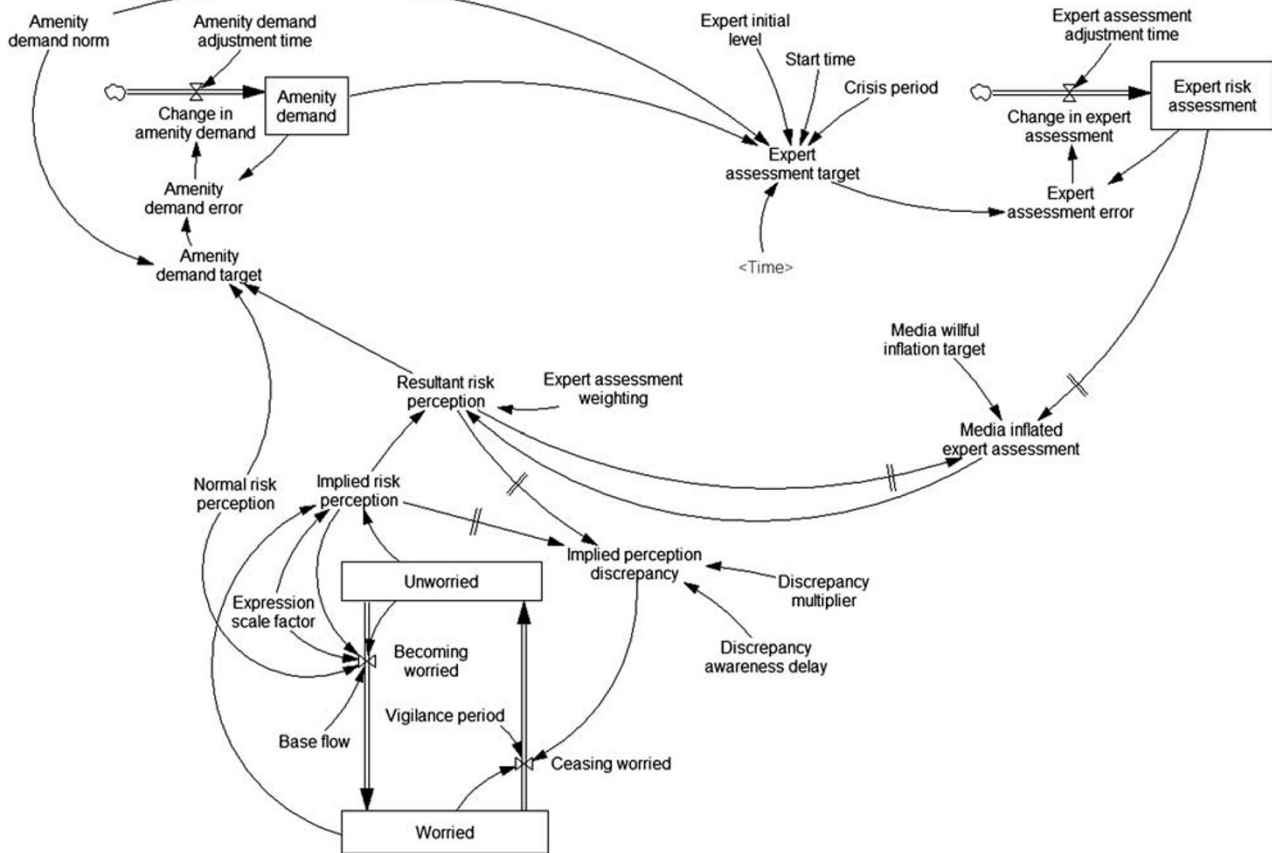 Amenity
demand norm
Amenity demand
adjustment time
Expert initial
level
Start time
Crisis period
Expert assessment
adjustment time
Change in
amenity demand
Amenity
demand
Change in expert
assessment
Expert risk
assessment
Expert
assessment target
Amenity
demand error
Expert
assessment error
Amenity
demand target
<Time>
Media willful
inflation target
Resultant risk
perception
Expert assessment
weighting
Media inflated
expert assessment
Normal risk
perception
Implied risk
perception
Implied perception
discrepancy
Unworried
Discrepancy
multiplier
Expression
scale factor
Becoming
worried
Discrepancy
awareness delay
Vigilance period
Base flow
Ceasing worried
Worried